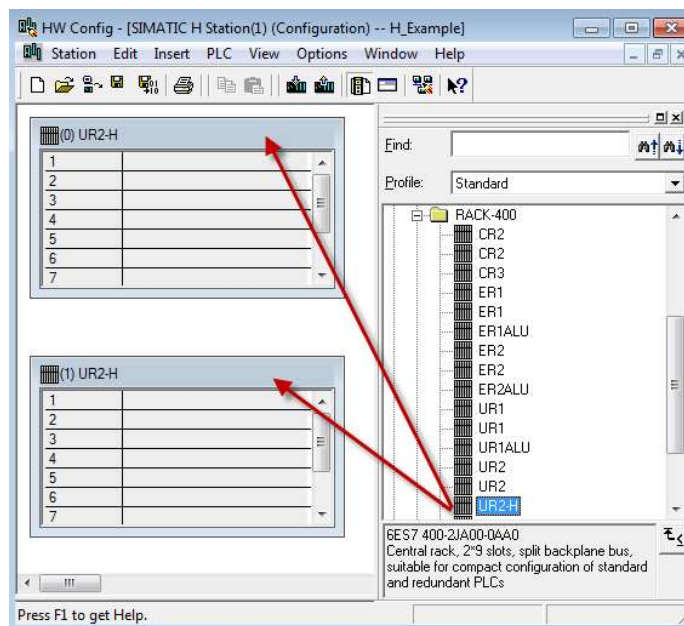 HW Config - [SIMATIC H Station(1) (Configuration) -- H_Example]
Station Edit Insert PLC View Options Window Help
(0) UR2-H
1
2
3
4
5
6
7
(1) UR2-H
1
2
3
4
5
6
7
Find:
Profile: Standard
RACK-400
CR2
CR2
CR3
ER1
ER1
ER1ALU
ER2
ER2
ER2ALU
UR1
UR1
UR1ALU
UR2
UR2
UR2-H
6ES7 400-2JA00-0AA0
Central rack, 2*9 slots, split backplane bus,
suitable for compact configuration of standard
and redundant PLCs
Press F1 to get Help.